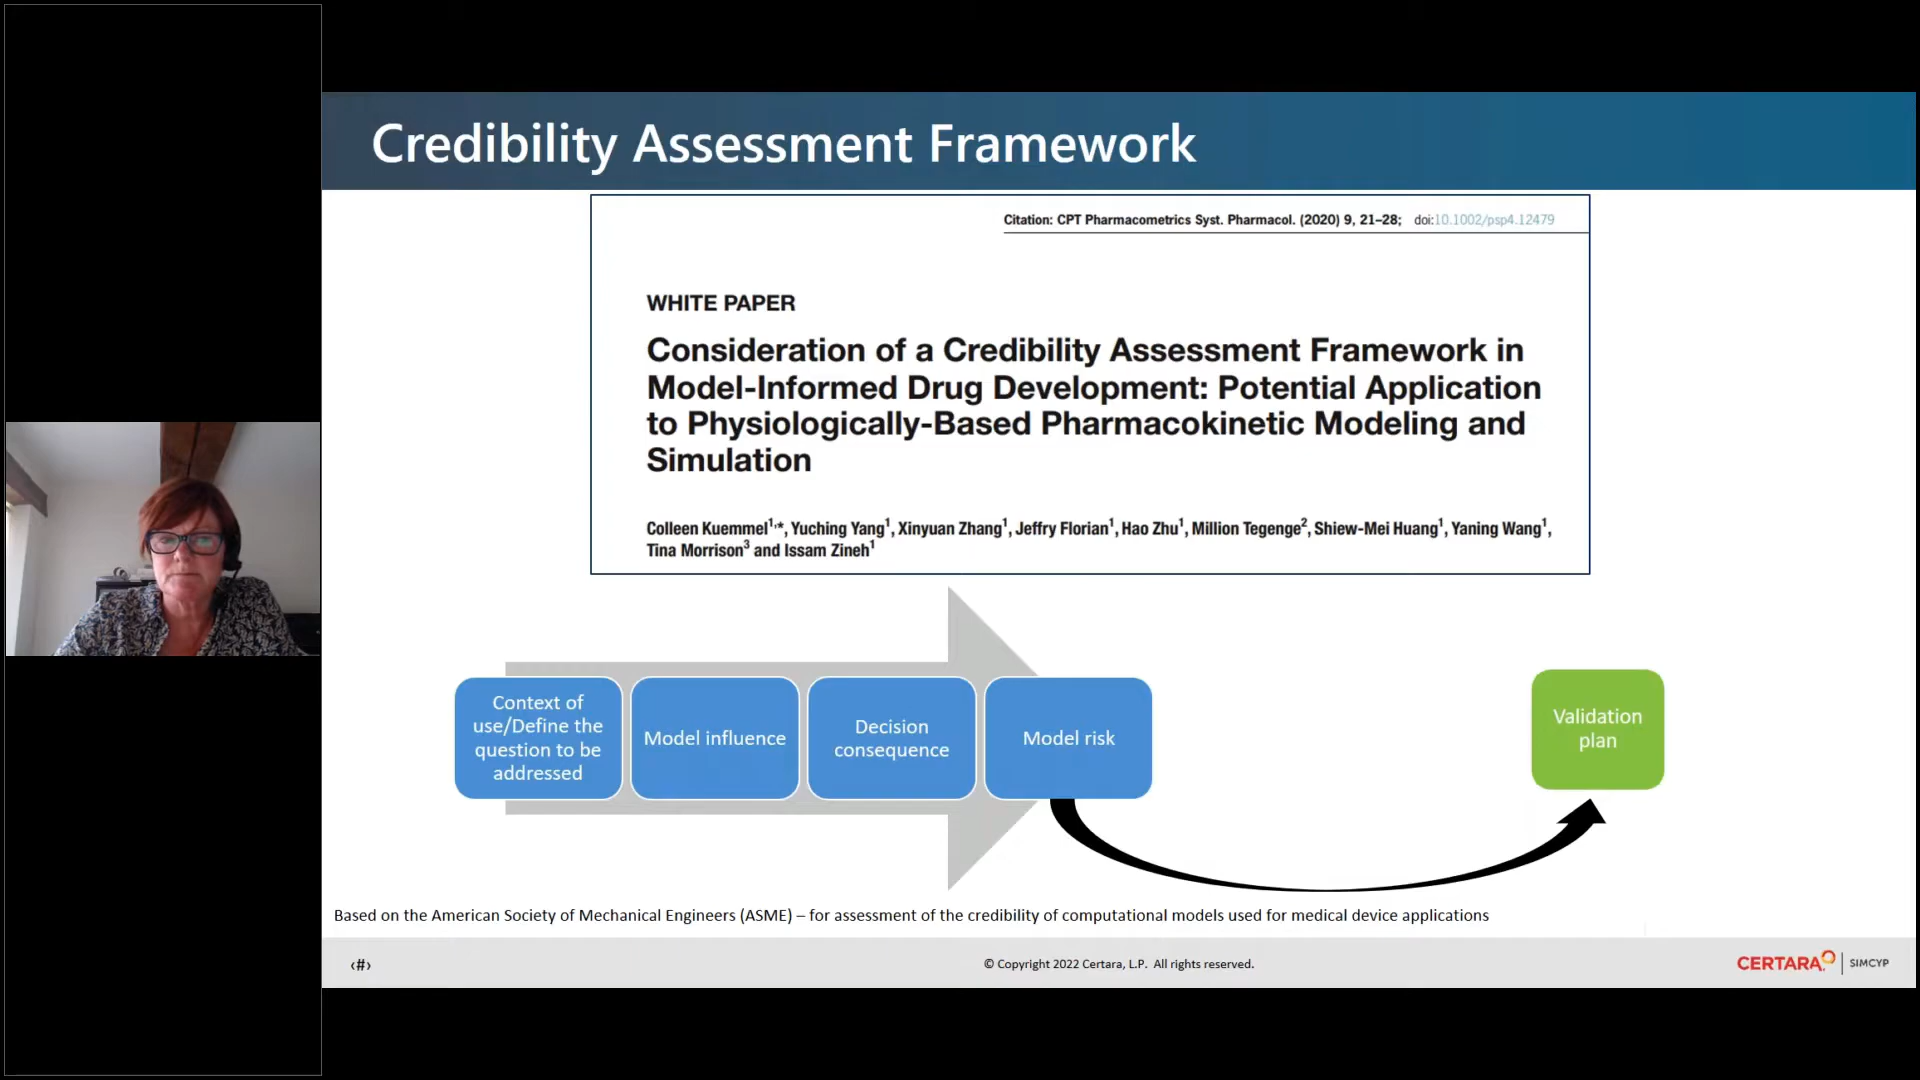 Credibility Assessment Framework
Citation: CPT Pharmacometrics Syst. Pharmacol. (2020) 9, 21–28; doi:10.1002/psp4.12479
WHITE PAPER
Consideration of a Credibility Assessment Framework in
Model-Informed Drug Development: Potential Application
to Physiologically-Based Pharmacokinetic Modeling and
Simulation
Colleen Kuemmel1,*, Yuching Yang1, Xinyuan Zhang1, Jeffry Florian1, Hao Zhu1, Million Tegenge2, Shiew-Mei Huang1, Yaning Wang1,
Tina Morrison3 and Issam Zineh1
Context of
use/Define the
question to be
addressed
Model influence
Decision
consequence
Model risk
Validation
plan
Based on the American Society of Mechanical Engineers (ASME) – for assessment of the credibility of computational models used for medical device applications
‹#›
© Copyright 2022 Certara, L.P. All rights reserved.
CERTARA | SIMCYP